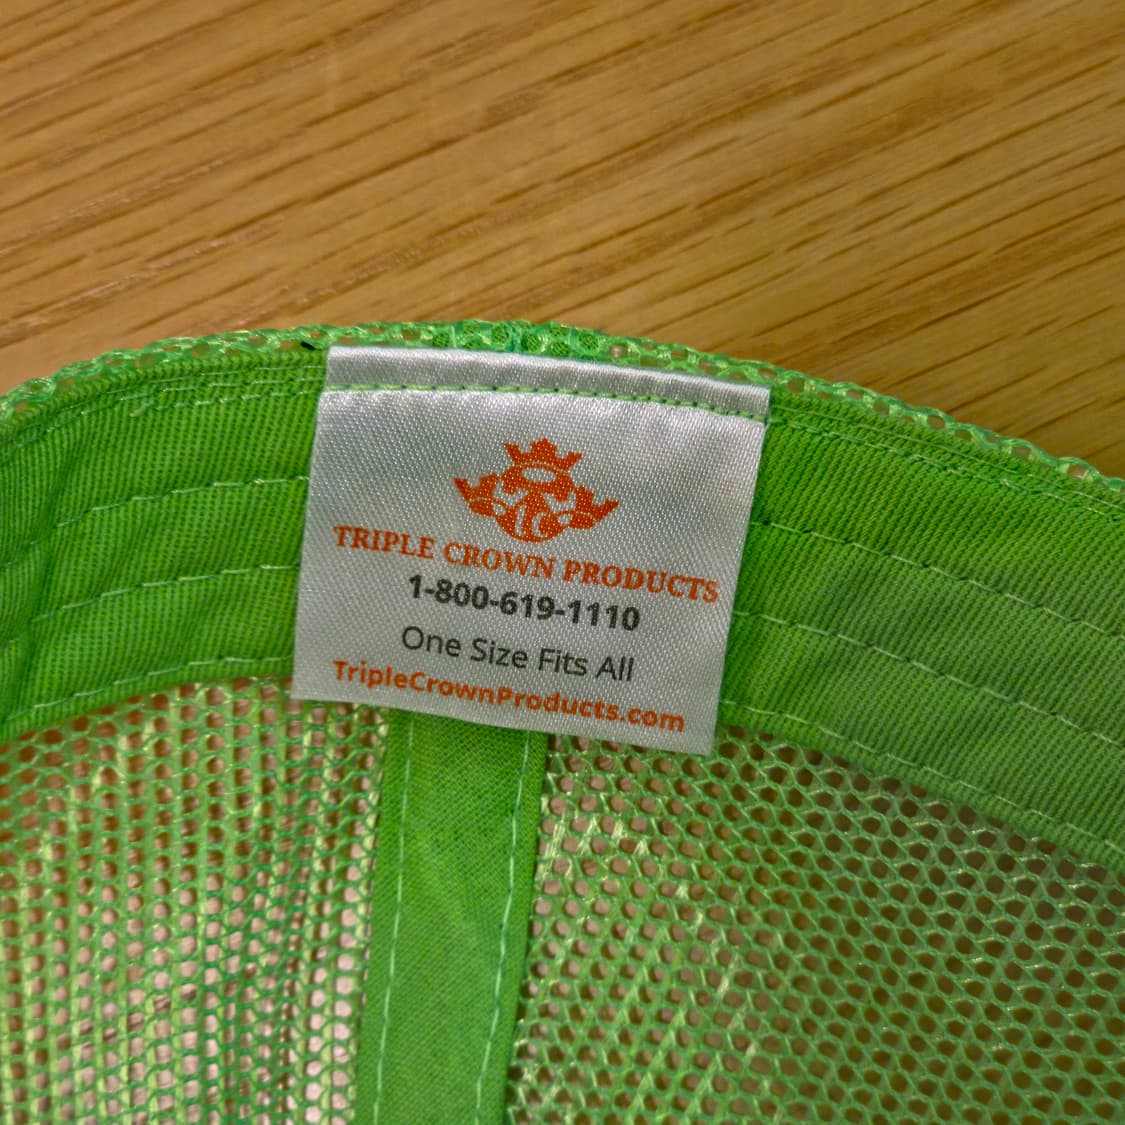 TRIPLE CROWN PRODUCTS
1-800-619-1110
One Size Fits All
TripleCrownProducts.com